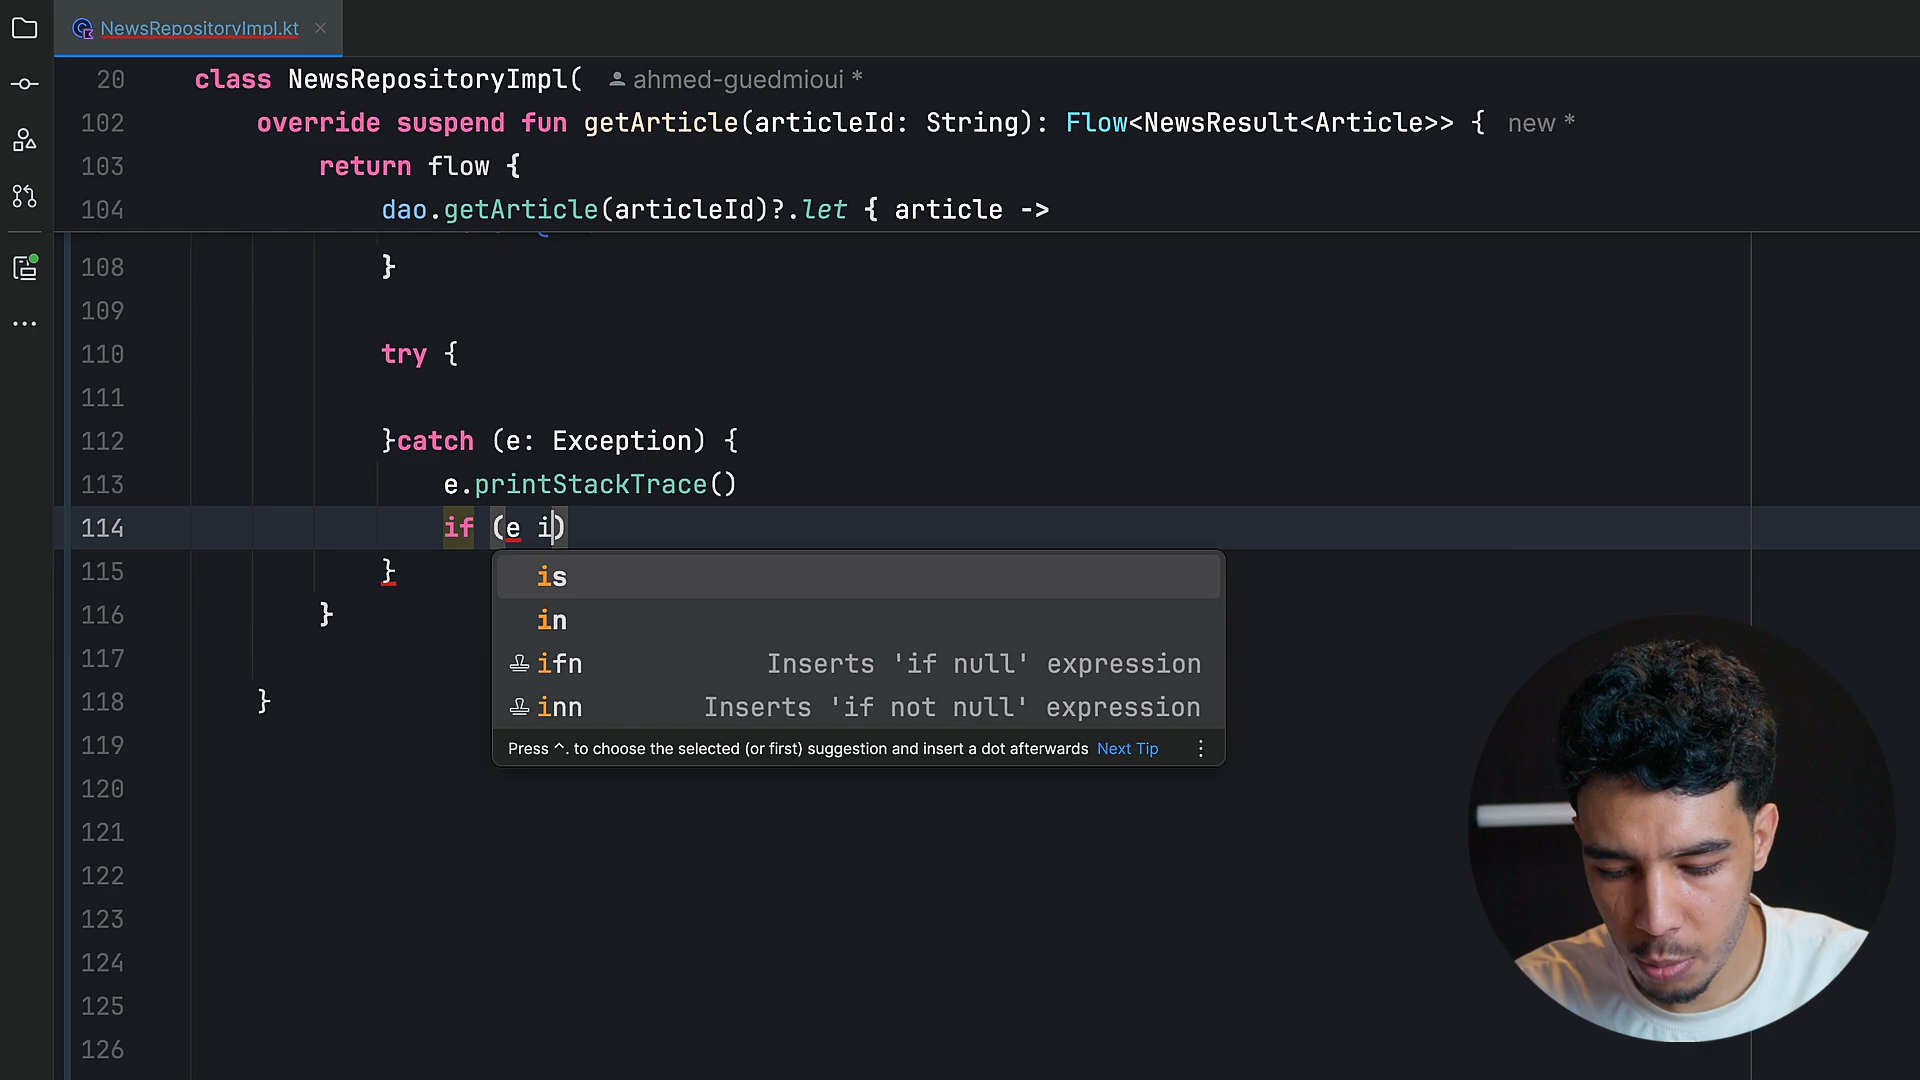 NewsRepositoryImpl.kt
20 class NewsRepositoryImpl( ahmed-guedmioui *
102 override suspend fun getArticle(articleId: String): Flow<NewsResult<Article>> { new *
103 return flow {
104 dao.getArticle(articleId)?.let { article ->
108 }
109
110 try {
111
112 }catch (e: Exception) {
113 e.printStackTrace()
114 if (e i)
115 }
116 }
117
118 }
119
120
121
122
123
124
125
126
is
in
ifn Inserts 'if null' expression
inn Inserts 'if not null' expression
Press ^. to choose the selected (or first) suggestion and insert a dot afterwards Next Tip